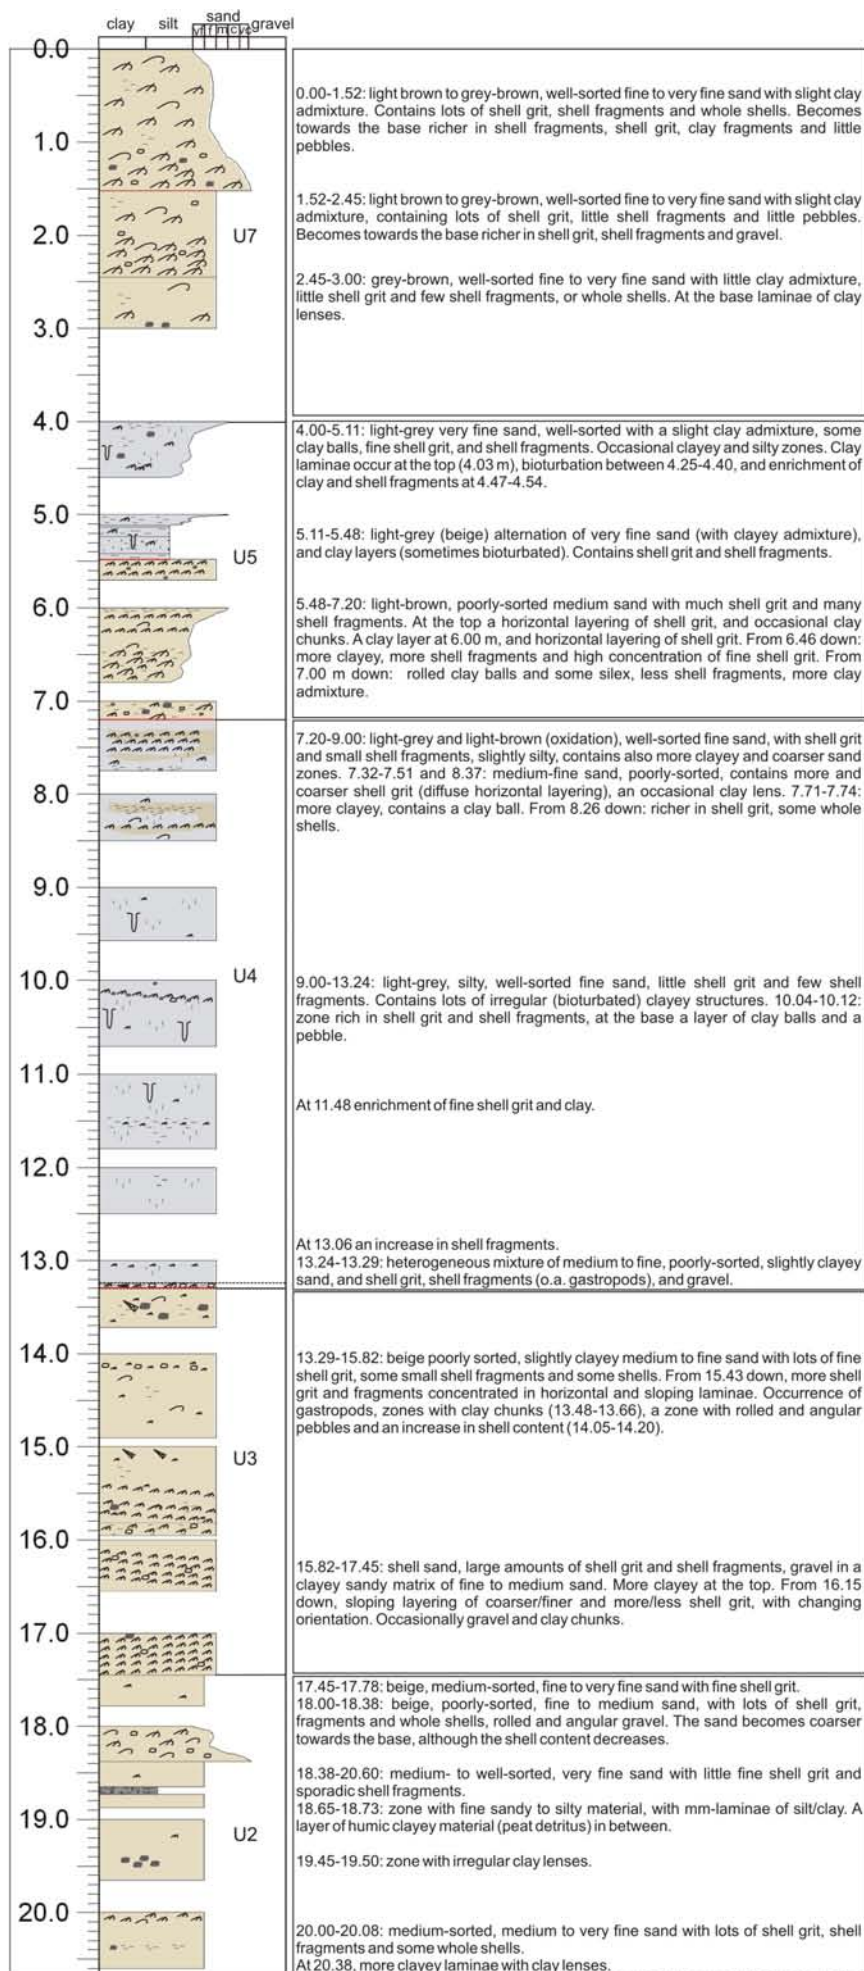 sand
clay silt gravel
vf f m c vc
0.0
0.00-1.52: light brown to grey-brown, well-sorted fine to very fine sand with slight clay
admixture. Contains lots of shell grit, shell fragments and whole shells. Becomes
towards the base richer in shell fragments, shell grit, clay fragments and little
pebbles.
1.0
1.52-2.45: light brown to grey-brown, well-sorted fine to very fine sand with slight clay
admixture, containing lots of shell grit, little shell fragments and little pebbles.
Becomes towards the base richer in shell grit, shell fragments and gravel.
2.0
U7
2.45-3.00: grey-brown, well-sorted fine to very fine sand with little clay admixture,
little shell grit and few shell fragments, or whole shells. At the base laminae of clay
lenses.
3.0
4.0
4.00-5.11: light-grey very fine sand, well-sorted with a slight clay admixture, some
clay balls, fine shell grit, and shell fragments. Occasional clayey and silty zones. Clay
laminae occur at the top (4.03 m), bioturbation between 4.25-4.40, and enrichment of
clay and shell fragments at 4.47-4.54.
5.0
5.11-5.48: light-grey (beige) alternation of very fine sand (with clayey admixture),
and clay layers (sometimes bioturbated). Contains shell grit and shell fragments.
U5
5.48-7.20: light-brown, poorly-sorted medium sand with much shell grit and many
shell fragments. At the top a horizontal layering of shell grit, and occasional clay
chunks. A clay layer at 6.00 m, and horizontal layering of shell grit. From 6.46 down:
more clayey, more shell fragments and high concentration of fine shell grit. From
7.00 m down: rolled clay balls and some silex, less shell fragments, more clay
admixture.
6.0
7.0
7.20-9.00: light-grey and light-brown (oxidation), well-sorted fine sand, with shell grit
and small shell fragments, slightly silty, contains also more clayey and coarser sand
zones. 7.32-7.51 and 8.37: medium-fine sand, poorly-sorted, contains more and
coarser shell grit (diffuse horizontal layering), an occasional clay lens. 7.71-7.74:
more clayey, contains a clay ball. From 8.26 down: richer in shell grit, some whole
shells.
8.0
9.0
U4
10.0
9.00-13.24: light-grey, silty, well-sorted fine sand, little shell grit and few shell
fragments. Contains lots of irregular (bioturbated) clayey structures. 10.04-10.12:
zone rich in shell grit and shell fragments, at the base a layer of clay balls and a
pebble.
11.0
At 11.48 enrichment of fine shell grit and clay.
12.0
At 13.06 an increase in shell fragments.
13.0
13.24-13.29: heterogeneous mixture of medium to fine, poorly-sorted, slightly clayey
sand, and shell grit, shell fragments (o.a. gastropods), and gravel.
14.0
13.29-15.82: beige poorly sorted, slightly clayey medium to fine sand with lots of fine
shell grit, some small shell fragments and some shells. From 15.43 down, more shell
grit and fragments concentrated in horizontal and sloping laminae. Occurrence of
gastropods, zones with clay chunks (13.48-13.66), a zone with rolled and angular
pebbles and an increase in shell content (14.05-14.20).
15.0
U3
16.0
15.82-17.45: shell sand, large amounts of shell grit and shell fragments, gravel in a
clayey sandy matrix of fine to medium sand. More clayey at the top. From 16.15
down, sloping layering of coarser/finer and more/less shell grit, with changing
orientation. Occasionally gravel and clay chunks.
17.0
17.45-17.78: beige, medium-sorted, fine to very fine sand with fine shell grit.
18.00-18.38: beige, poorly-sorted, fine to medium sand, with lots of shell grit,
fragments and whole shells, rolled and angular gravel. The sand becomes coarser
towards the base, although the shell content decreases.
18.0
18.38-20.60: medium- to well-sorted, very fine sand with little fine shell grit and
sporadic shell fragments.
18.65-18.73: zone with fine sandy to silty material, with mm-laminae of silt/clay. A
layer of humic clayey material (peat detritus) in between.
19.0
U2
19.45-19.50: zone with irregular clay lenses.
20.0
20.00-20.08: medium-sorted, medium to very fine sand with lots of shell grit, shell
fragments and some whole shells.
At 20.38, more clayey laminae with clay lenses.